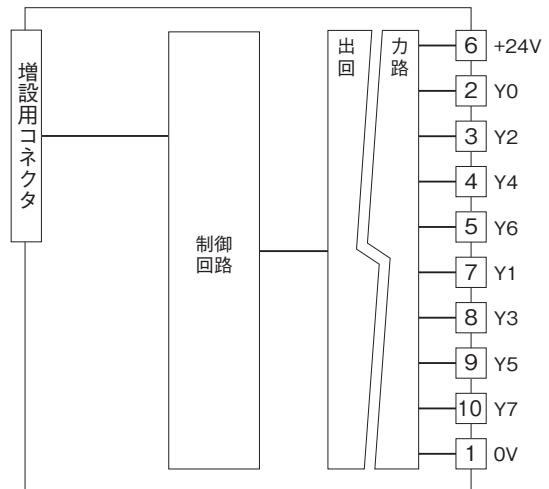 増設用コネクタ
制御
回路
出力
回路
6 +24V
2 Y0
3 Y2
4 Y4
5 Y6
7 Y1
8 Y3
9 Y5
10 Y7
1 0V